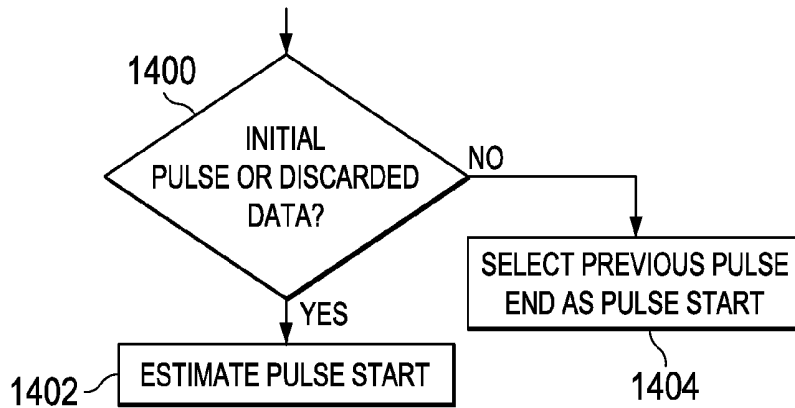 1400
INITIAL
PULSE OR DISCARDED
DATA?
NO
SELECT PREVIOUS PULSE
END AS PULSE START
1404
YES
1402
ESTIMATE PULSE START